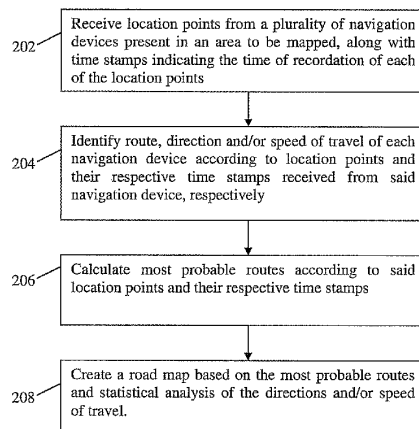 Receive location points from a plurality of navigation
devices present in an area to be mapped, along with
202
time stamps indicating the time of recordation of each
of the location points
Identify route, direction and/or speed of travel of each
204
navigation device according to location points and
their respective time stamps received from said
navigation device, respectively
206
Calculate most probable routes according to said
location points and their respective time stamps
Create a road map based on the most probable routes
208
and statistical analysis of the directions and/or speed
of travel.